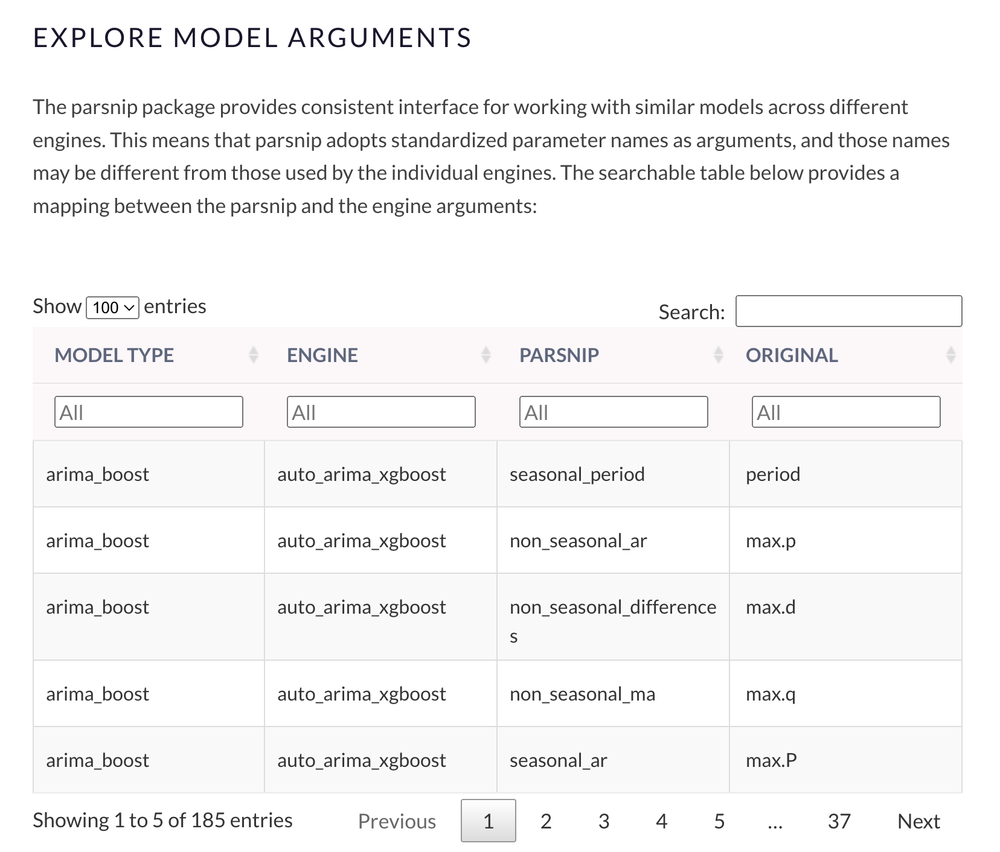 EXPLORE MODEL ARGUMENTS
The parsnip package provides consistent interface for working with similar models across different
engines. This means that parsnip adopts standardized parameter names as arguments, and those names
may be different from those used by the individual engines. The searchable table below provides a
mapping between the parsnip and the engine arguments:
Show 100 entries Search:
MODEL TYPE ENGINE PARSNIP ORIGINAL
All All All All
arima_boost auto_arima_xgboost seasonal_period period
arima_boost auto_arima_xgboost non_seasonal_ar max.p
arima_boost auto_arima_xgboost non_seasonal_difference max.d
s
arima_boost auto_arima_xgboost non_seasonal_ma max.q
arima_boost auto_arima_xgboost seasonal_ar max.P
Showing 1 to 5 of 185 entries Previous 1 2 3 4 5 … 37 Next